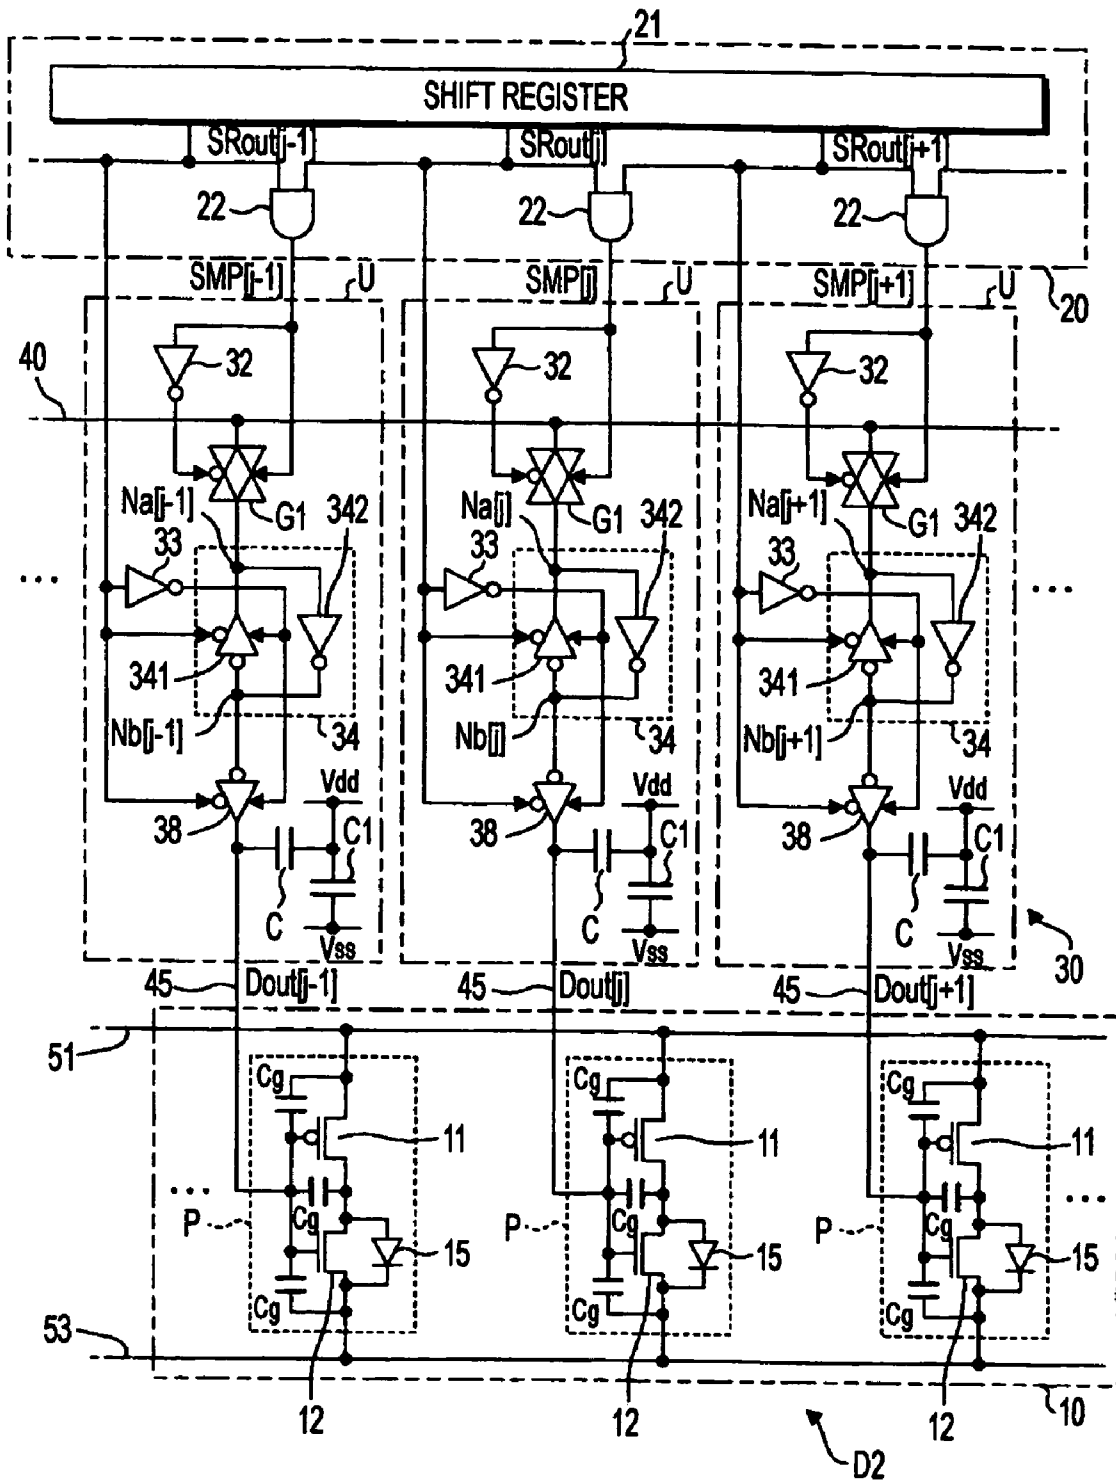 21
SHIFT REGISTER
SRout[j-1] SRout[j] SRout[j+1]
22 22 22
SMP[j-1] U SMP[j] U SMP[j+1] U
20
40 32 32 32
Na[j-1] G1 342 Na[j] G1 342 Na[j+1] G1 342
33 33 33
... ...
341 341 341
Nb[j-1] 34 Nb[j] 34 Nb[j+1] 34
Vdd Vdd Vdd
38 C1 38 C1 38 C1
C C C
Vss Vss Vss
30
45 Dout[j-1] 45 Dout[j] 45 Dout[j+1]
51
Cg Cg Cg
11 11 11
... ...
P Cg P Cg P Cg
15 15 15
Cg Cg Cg
53
12 12 12
10
D2